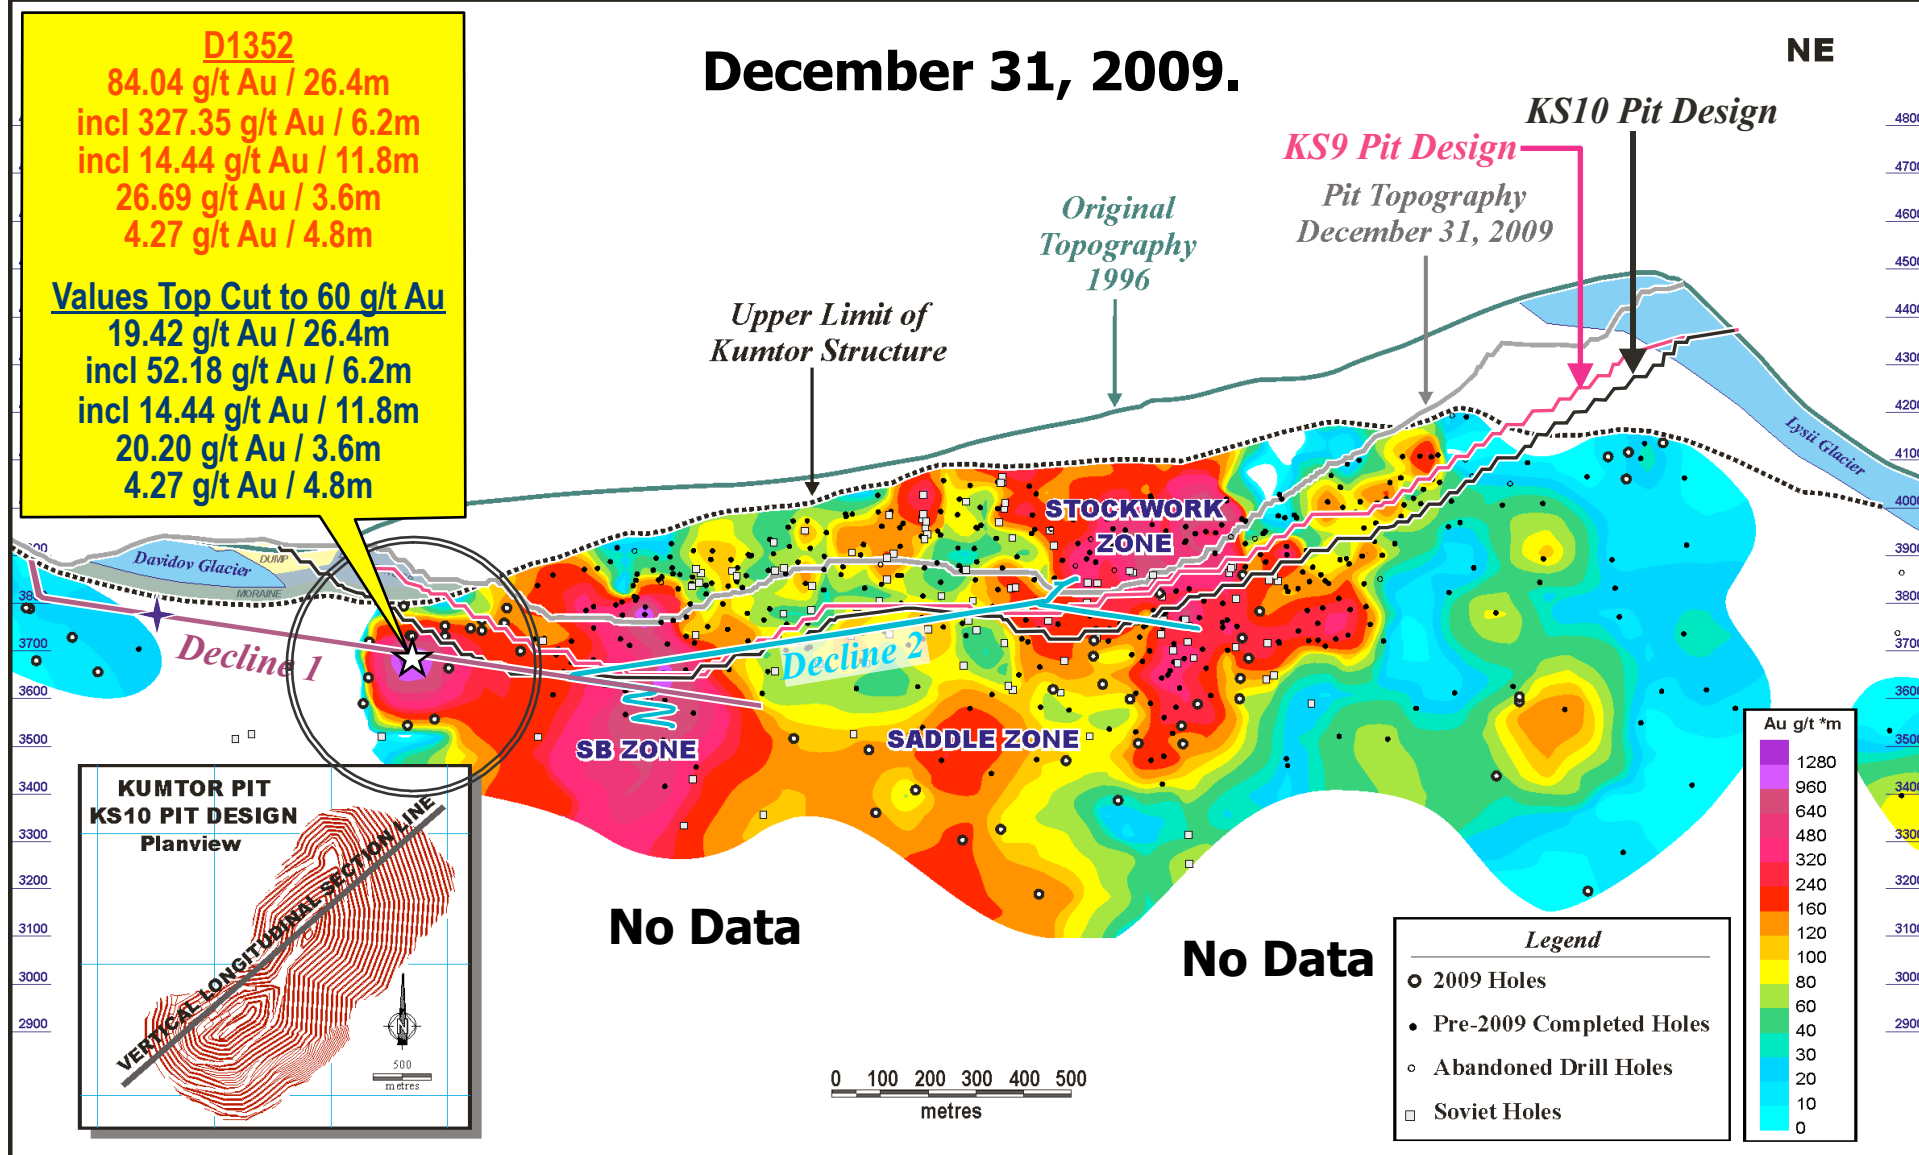 D1352
84.04 g/t Au / 26.4m
incl 327.35 g/t Au / 6.2m
incl 14.44 g/t Au / 11.8m
26.69 g/t Au / 3.6m
4.27 g/t Au / 4.8m
Values Top Cut to 60 g/t Au
19.42 g/t Au / 26.4m
incl 52.18 g/t Au / 6.2m
incl 14.44 g/t Au / 11.8m
20.20 g/t Au / 3.6m
4.27 g/t Au / 4.8m
December 31, 2009.
NE
KS10 Pit Design
KS9 Pit Design
Pit Topography
December 31, 2009
Original
Topography
1996
Upper Limit of
Kumtor Structure
Lysii Glacier
Davidov Glacier
DUMP
MORAINE
STOCKWORK
ZONE
Decline 1
Decline 2
SB ZONE
SADDLE ZONE
No Data
No Data
3700
3600
3500
3400
3300
3200
3100
3000
2900
4800
4700
4600
4500
4400
4300
4200
4100
4000
3900
3800
3700
3600
3500
3400
3300
3200
3100
3000
2900
KUMTOR PIT
KS10 PIT DESIGN
Planview
VERTICAL LONGITUDINAL SECTION LINE
N
500
metres
0 100 200 300 400 500
metres
Legend
2009 Holes
Pre-2009 Completed Holes
Abandoned Drill Holes
Soviet Holes
Au g/t *m
1280
960
640
480
320
240
160
120
100
80
60
40
30
20
10
0